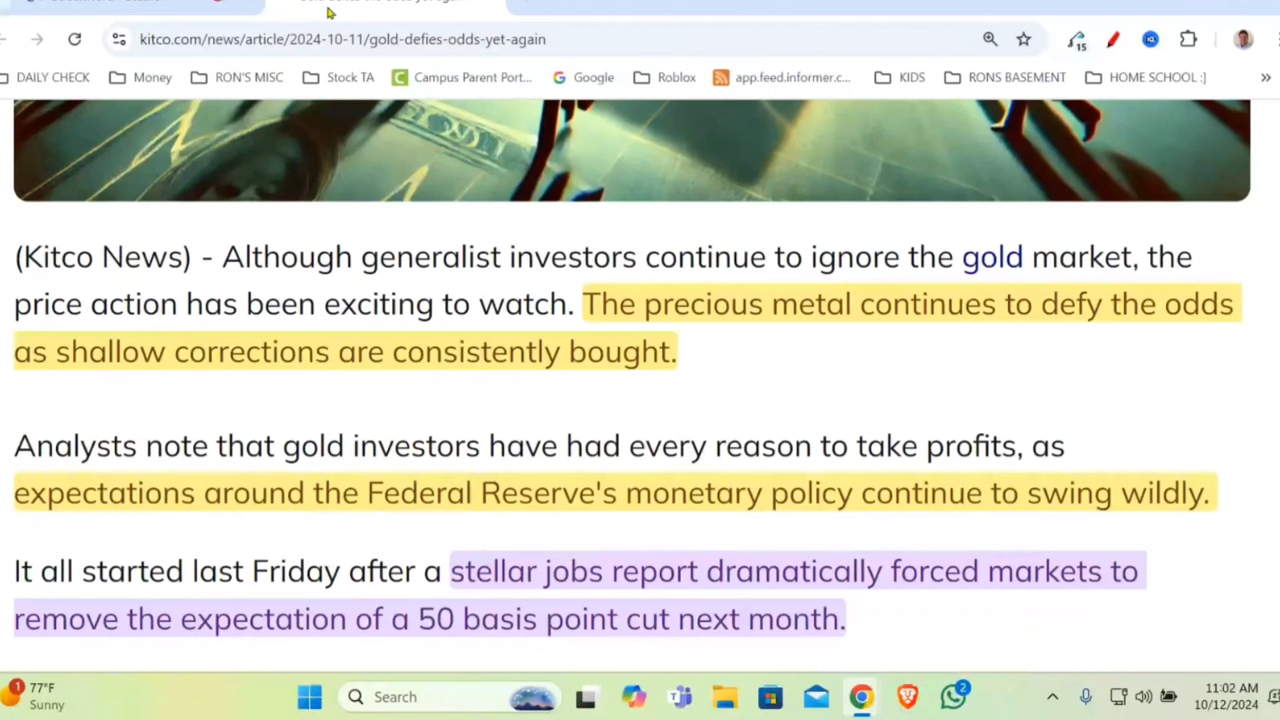 kitco.com/news/article/2024-10-11/gold-defies-odds-yet-again
15
DAILY CHECK Money RON'S MISC Stock TA Campus Parent Port... Google Roblox app.feed.informer.c... KIDS RONS BASEMENT HOME SCHOOL :] »
(Kitco News) - Although generalist investors continue to ignore the gold market, the
price action has been exciting to watch. The precious metal continues to defy the odds
as shallow corrections are consistently bought.
Analysts note that gold investors have had every reason to take profits, as
expectations around the Federal Reserve's monetary policy continue to swing wildly.
It all started last Friday after a stellar jobs report dramatically forced markets to
remove the expectation of a 50 basis point cut next month.
1 77°F
Sunny
Search
2
11:02 AM
10/12/2024